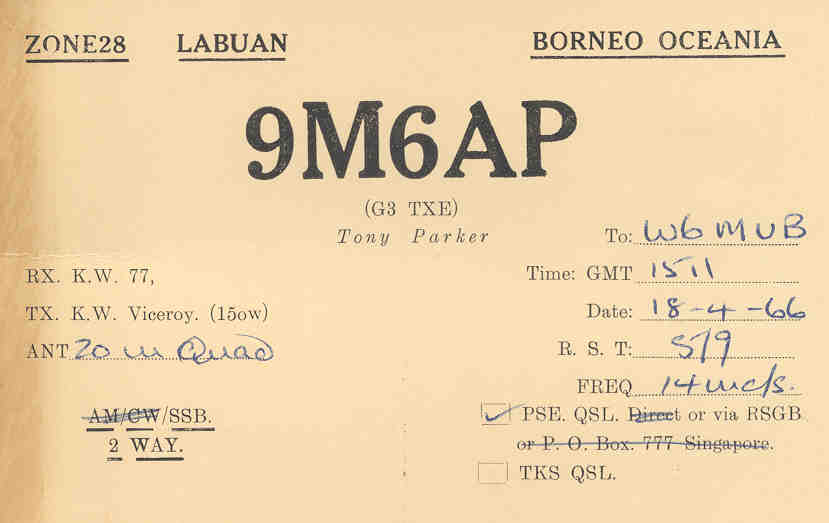 ZONE28 LABUAN BORNEO OCEANIA
9M6AP
(G3 TXE)
Tony Parker
To: W6MUB
RX. K.W. 77,
Time: GMT 1511
TX. K.W. Viceroy. (150w)
Date: 18-4-66
ANT 20 m Quad
R. S. T: 579
FREQ 14 mc/s.
AM/CW/SSB.
PSE. QSL. Direct or via RSGB
2 WAY.
or P. O. Box. 777 Singapore.
TKS QSL.